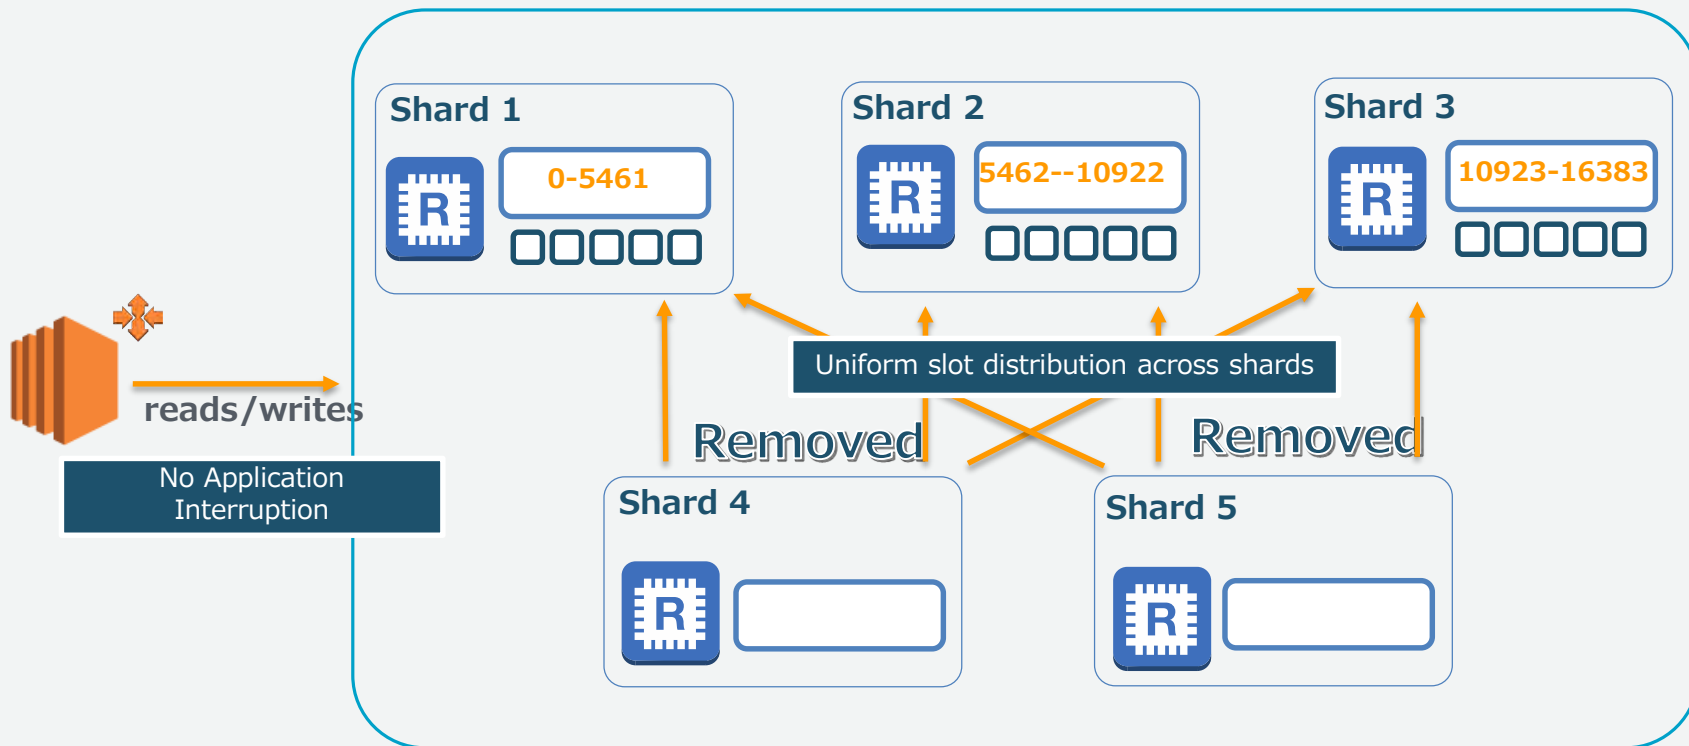 Shard 1
R
0-5461
Shard 2
R
5462--10922
Shard 3
R
10923-16383
Uniform slot distribution across shards
reads/writes
No Application
Interruption
Removed
Removed
Shard 4
R
Shard 5
R